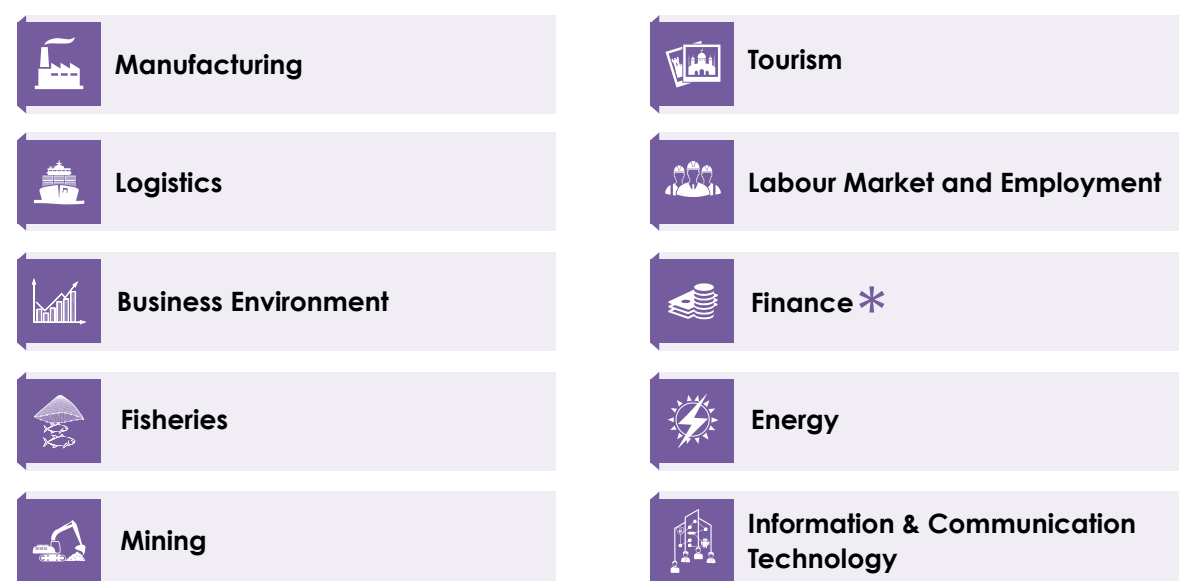 Manufacturing
Logistics
Business Environment
Fisheries
Mining
Tourism
Labour Market and Employment
Finance*
Energy
Information & Communication
Technology